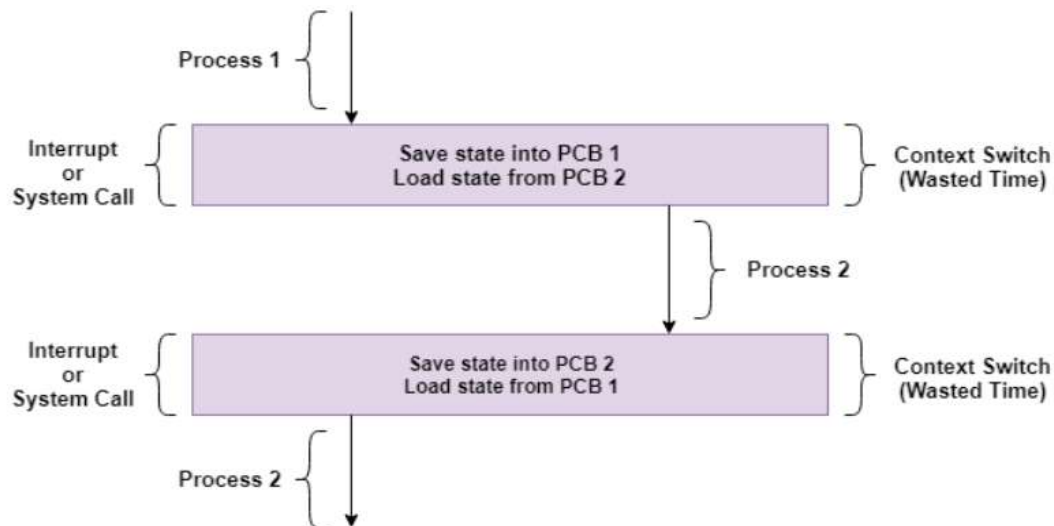 Process 1
Interrupt
or
System Call
Save state into PCB 1
Load state from PCB 2
Context Switch
(Wasted Time)
Process 2
Interrupt
or
System Call
Save state into PCB 2
Load state from PCB 1
Context Switch
(Wasted Time)
Process 2